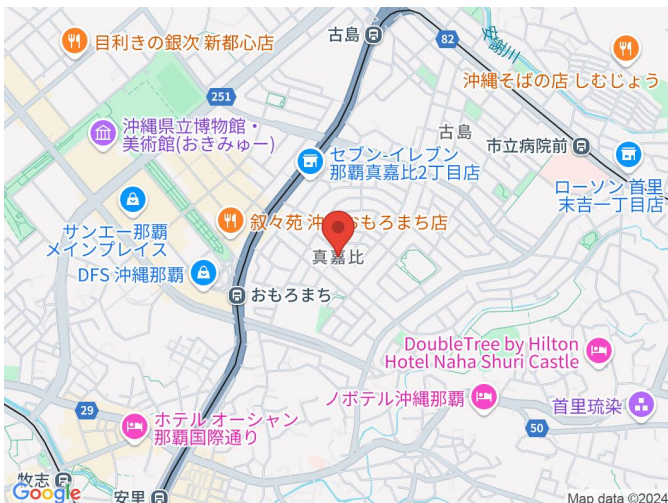 古島
82
安謝川
目利きの銀次 新都心店
沖縄そばの店 しむじょう
251
古島
沖縄県立博物館・
美術館(おきみゅー)
市立病院前
セブン-イレブン
那覇真嘉比2丁目店
ローソン 首里
末吉一丁目店
サンエー那覇
メインプレイス
叙々苑 沖
おもろまち店
真嘉比
DFS 沖縄那覇
おもろまち
DoubleTree by Hilton
Hotel Naha Shuri Castle
ノボテル沖縄那覇
首里琉染
29
ホテル オーシャン
那覇国際通り
50
牧志
安里
Google
Map data ©2024